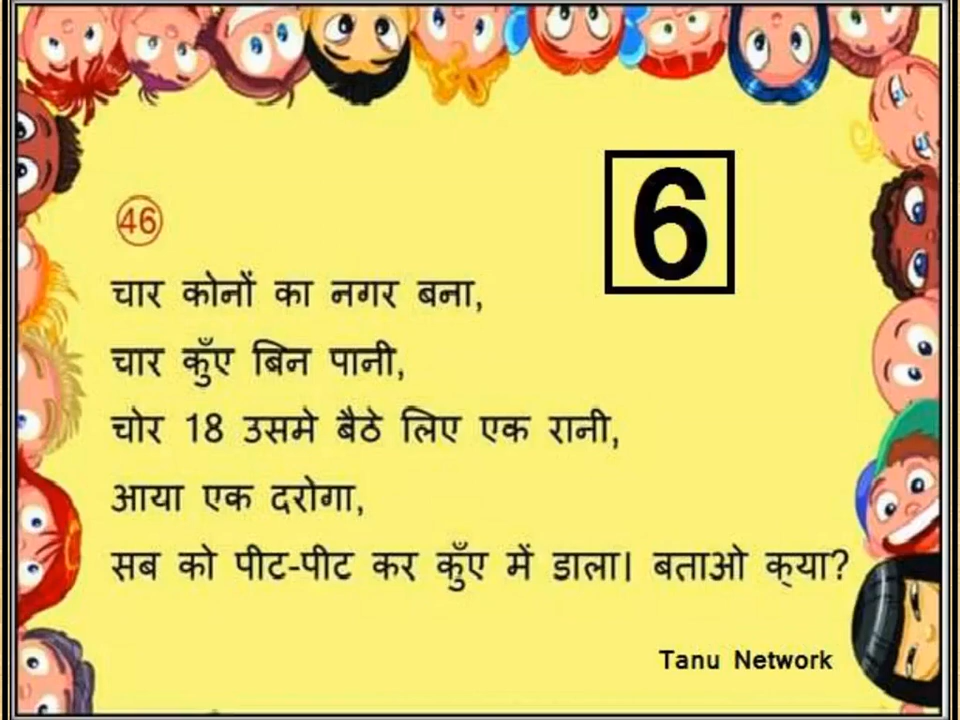 6
46
चार कोनों का नगर बना,
चार कुँए बिन पानी,
चोर 18 उसमे बैठे लिए एक रानी,
आया एक दरोगा,
सब को पीट-पीट कर कुँए में डाला। बताओ क्या?
Tanu Network